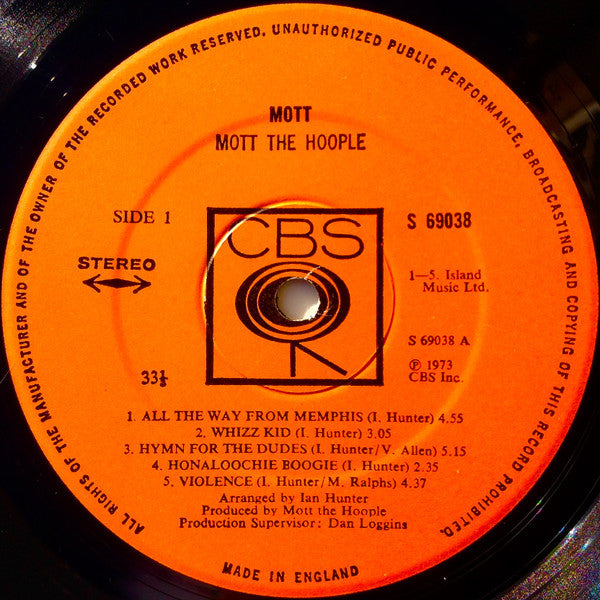 ALL RIGHTS OF THE MANUFACTURER AND OF THE OWNER OF THE RECORDED WORK RESERVED. UNAUTHORIZED PUBLIC PERFORMANCE, BROADCASTING AND COPYING OF THIS RECORD PROHIBITED.
MOTT
MOTT THE HOOPLE
SIDE 1
S 69038
CBS
STEREO
1—5. Island
Music Ltd.
S 69038 A
33⅓
℗ 1973
CBS Inc.
1. ALL THE WAY FROM MEMPHIS (I. Hunter) 4.55
2. WHIZZ KID (I. Hunter) 3.05
3. HYMN FOR THE DUDES (I. Hunter/V. Allen) 5.15
4. HONALOOCHIE BOOGIE (I. Hunter) 2.35
5. VIOLENCE (I. Hunter/M. Ralphs) 4.37
Arranged by Ian Hunter
Produced by Mott the Hoople
Production Supervisor: Dan Loggins
MADE IN ENGLAND